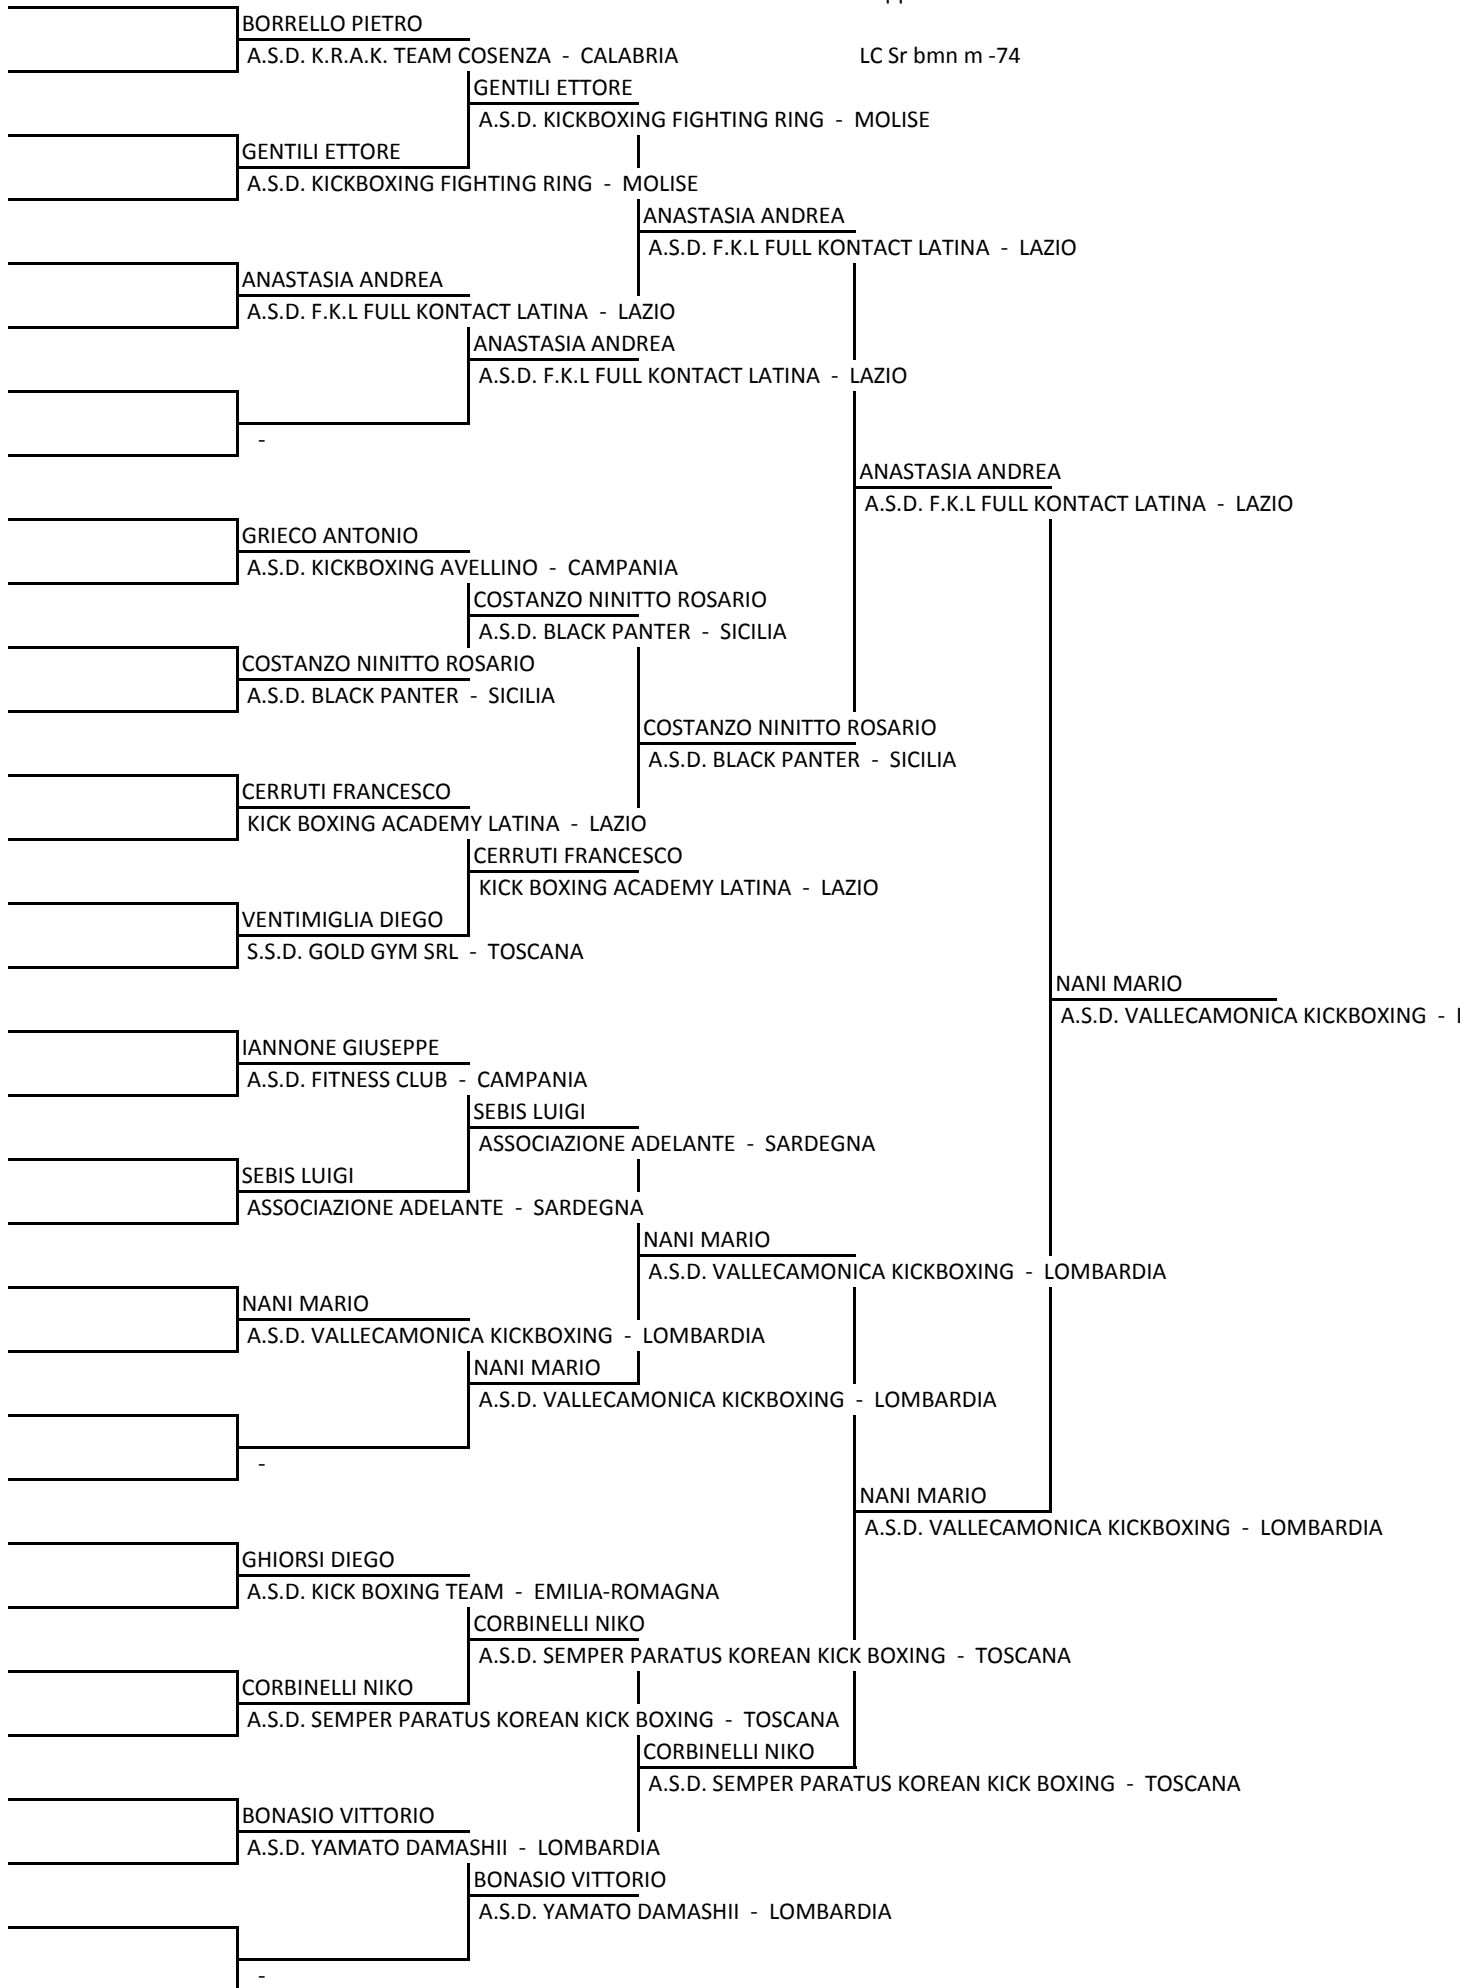 BORRELLO PIETRO
A.S.D. K.R.A.K. TEAM COSENZA - CALABRIA
LC Sr bmn m -74
GENTILI ETTORE
A.S.D. KICKBOXING FIGHTING RING - MOLISE
GENTILI ETTORE
A.S.D. KICKBOXING FIGHTING RING - MOLISE
ANASTASIA ANDREA
A.S.D. F.K.L FULL KONTACT LATINA - LAZIO
ANASTASIA ANDREA
A.S.D. F.K.L FULL KONTACT LATINA - LAZIO
ANASTASIA ANDREA
A.S.D. F.K.L FULL KONTACT LATINA - LAZIO
-
ANASTASIA ANDREA
A.S.D. F.K.L FULL KONTACT LATINA - LAZIO
GRIECO ANTONIO
A.S.D. KICKBOXING AVELLINO - CAMPANIA
COSTANZO NINITTO ROSARIO
A.S.D. BLACK PANTER - SICILIA
COSTANZO NINITTO ROSARIO
A.S.D. BLACK PANTER - SICILIA
COSTANZO NINITTO ROSARIO
A.S.D. BLACK PANTER - SICILIA
CERRUTI FRANCESCO
KICK BOXING ACADEMY LATINA - LAZIO
CERRUTI FRANCESCO
KICK BOXING ACADEMY LATINA - LAZIO
VENTIMIGLIA DIEGO
S.S.D. GOLD GYM SRL - TOSCANA
NANI MARIO
A.S.D. VALLECAMONICA KICKBOXING -
IANNONE GIUSEPPE
A.S.D. FITNESS CLUB - CAMPANIA
SEBIS LUIGI
ASSOCIAZIONE ADELANTE - SARDEGNA
SEBIS LUIGI
ASSOCIAZIONE ADELANTE - SARDEGNA
NANI MARIO
A.S.D. VALLECAMONICA KICKBOXING - LOMBARDIA
NANI MARIO
A.S.D. VALLECAMONICA KICKBOXING - LOMBARDIA
NANI MARIO
A.S.D. VALLECAMONICA KICKBOXING - LOMBARDIA
-
NANI MARIO
A.S.D. VALLECAMONICA KICKBOXING - LOMBARDIA
GHIORSI DIEGO
A.S.D. KICK BOXING TEAM - EMILIA-ROMAGNA
CORBINELLI NIKO
A.S.D. SEMPER PARATUS KOREAN KICK BOXING - TOSCANA
CORBINELLI NIKO
A.S.D. SEMPER PARATUS KOREAN KICK BOXING - TOSCANA
CORBINELLI NIKO
A.S.D. SEMPER PARATUS KOREAN KICK BOXING - TOSCANA
BONASIO VITTORIO
A.S.D. YAMATO DAMASHII - LOMBARDIA
BONASIO VITTORIO
A.S.D. YAMATO DAMASHII - LOMBARDIA
-